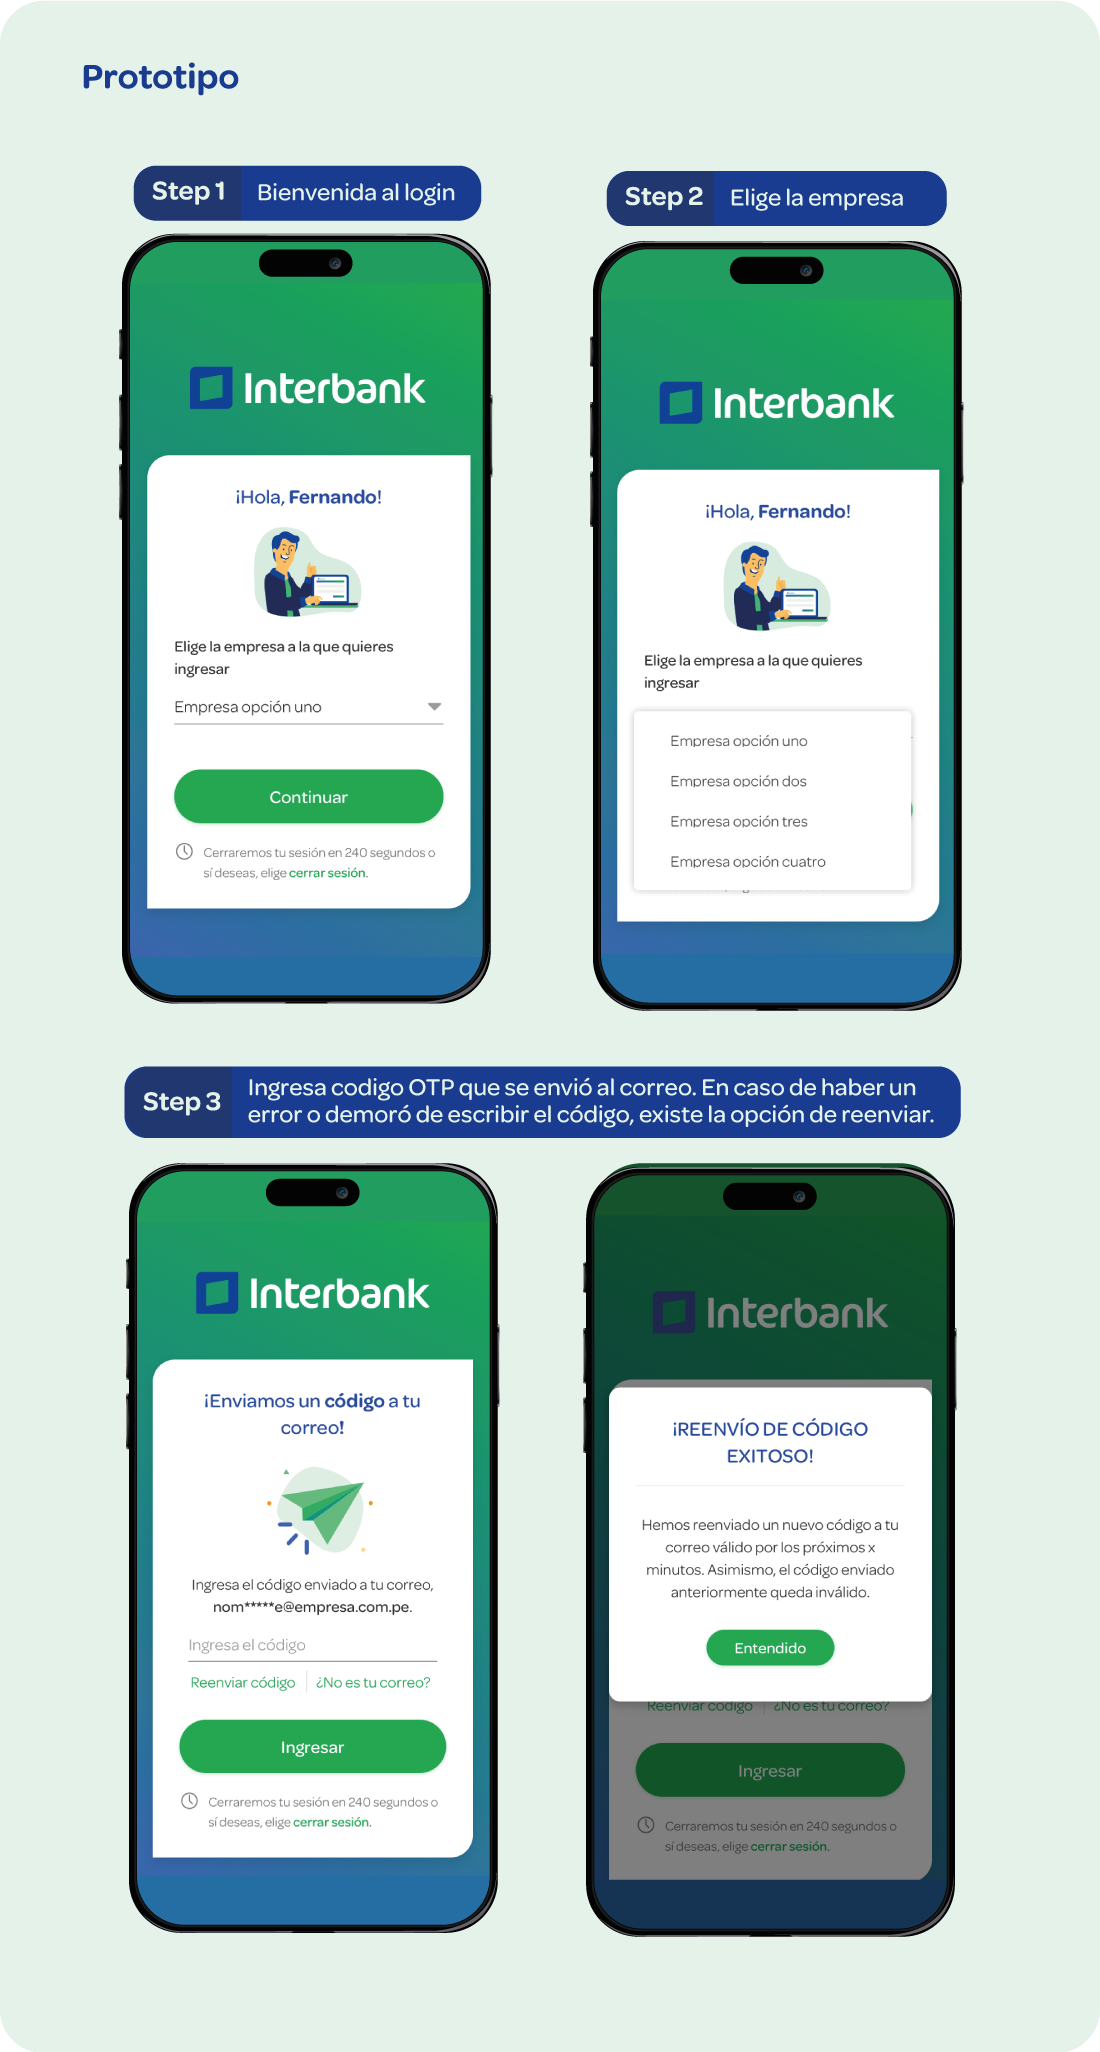 Prototipo
Step 1 Bienvenida al login
Interbank
¡Hola, Fernando!
Elige la empresa a la que quieres
ingresar
Empresa opción uno
Continuar
Cerraremos tu sesión en 240 segundos o
sí deseas, elige cerrar sesión.
Step 2 Elige la empresa
Interbank
¡Hola, Fernando!
Elige la empresa a la que quieres
ingresar
Empresa opción uno
Empresa opción dos
Empresa opción tres
Empresa opción cuatro
Step 3 Ingresa codigo OTP que se envió al correo. En caso de haber un
error o demoró de escribir el código, existe la opción de reenviar.
Interbank
¡Enviamos un código a tu
correo!
Ingresa el código enviado a tu correo,
nom*****e@empresa.com.pe.
Ingresa el código
Reenviar código ¿No es tu correo?
Ingresar
Cerraremos tu sesión en 240 segundos o
sí deseas, elige cerrar sesión.
Interbank
¡REENVÍO DE CÓDIGO
EXITOSO!
Hemos reenviado un nuevo código a tu
correo válido por los próximos x
minutos. Asimismo, el código enviado
anteriormente queda inválido.
Entendido
Reenviar código ¿No es tu correo?
Ingresar
Cerraremos tu sesión en 240 segundos o
sí deseas, elige cerrar sesión.